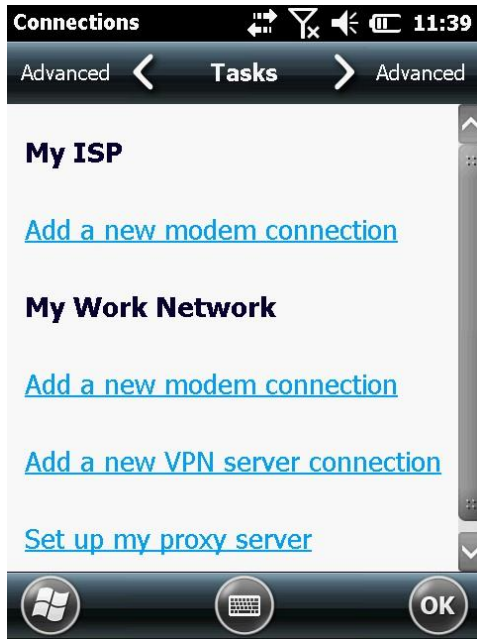 Connections 11:39
Advanced Tasks Advanced
My ISP
Add a new modem connection
My Work Network
Add a new modem connection
Add a new VPN server connection
Set up my proxy server
OK